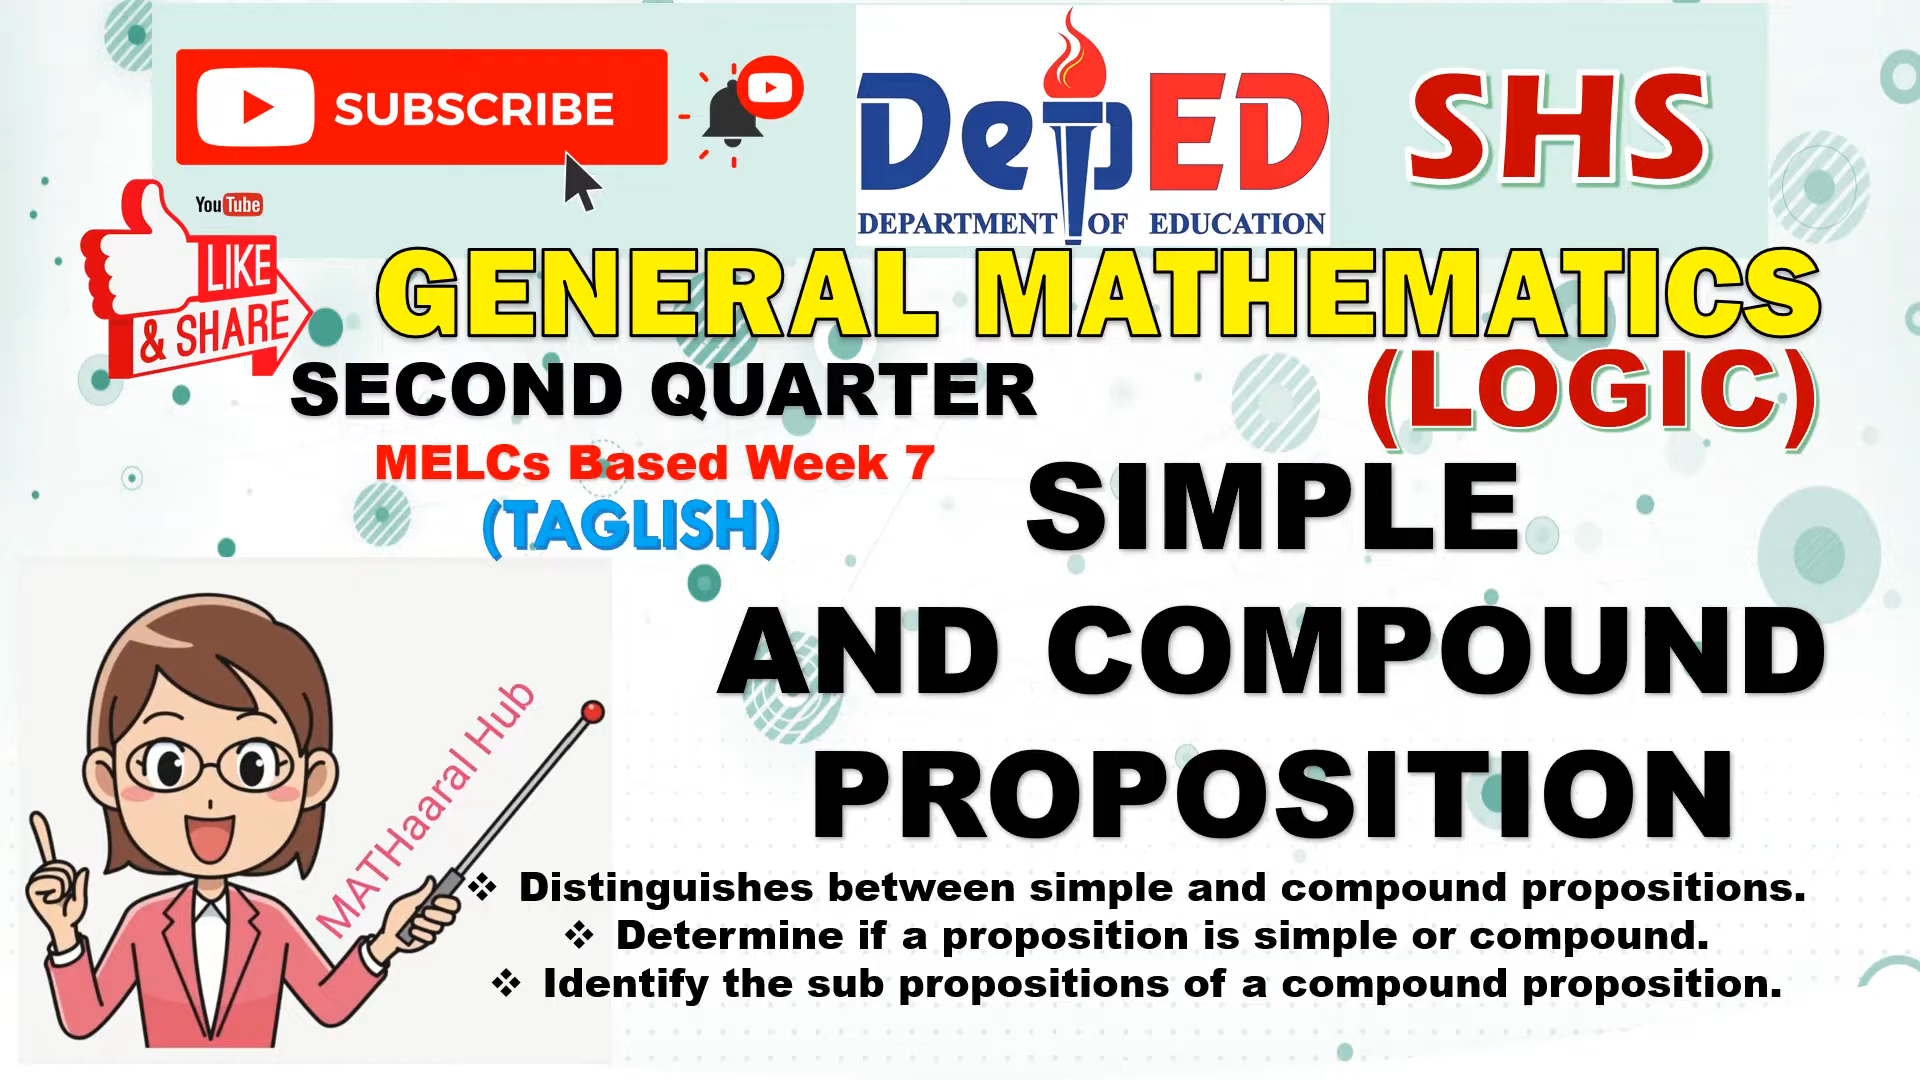 SUBSCRIBE
DepED
DEPARTMENT OF EDUCATION
SHS
YouTube
LIKE
& SHARE
GENERAL MATHEMATICS
(LOGIC)
SECOND QUARTER
MELCs Based Week 7
(TAGLISH)
SIMPLE
AND COMPOUND
PROPOSITION
MATHaaral Hub
❖ Distinguishes between simple and compound propositions.
❖ Determine if a proposition is simple or compound.
❖ Identify the sub propositions of a compound proposition.